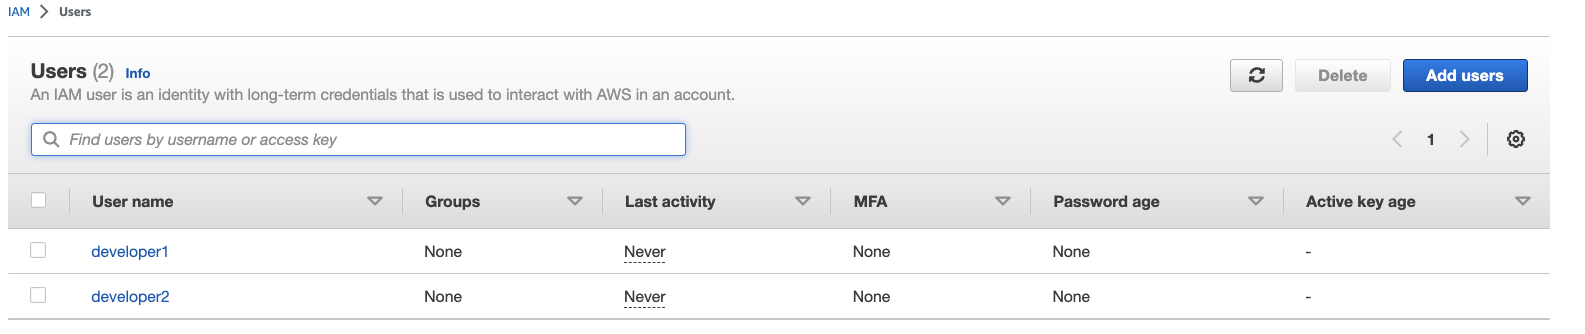 IAM > Users
Users (2) Info
Delete
Add users
An IAM user is an identity with long-term credentials that is used to interact with AWS in an account.
Find users by username or access key
1
User name Groups Last activity MFA Password age Active key age
developer1 None Never None None -
developer2 None Never None None -